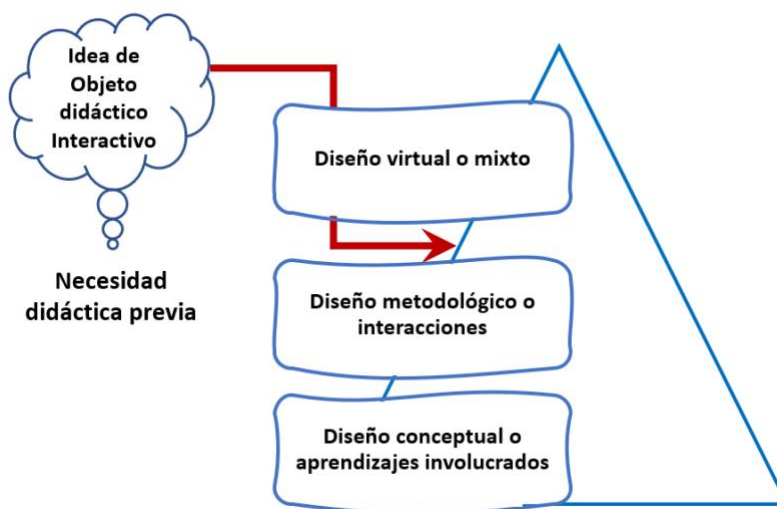 Idea de
Objeto
didáctico
Interactivo
Necesidad
didáctica previa
Diseño virtual o mixto
Diseño metodológico o
interacciones
Diseño conceptual o
aprendizajes involucrados